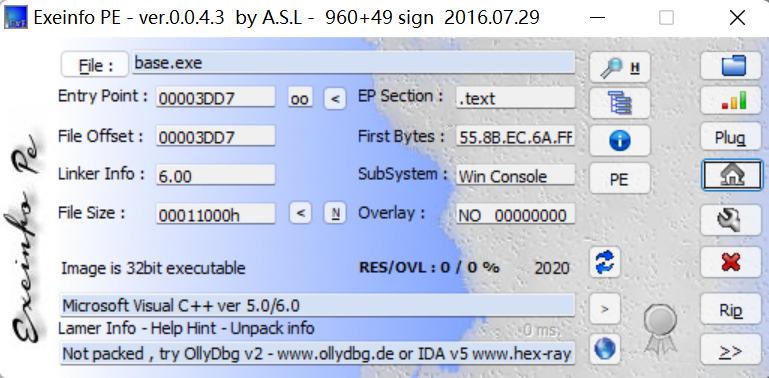 Exeinfo PE - ver.0.0.4.3 by A.S.L - 960+49 sign 2016.07.29
File : base.exe H
Entry Point : 00003DD7 oo < EP Section : .text
File Offset : 00003DD7 First Bytes : 55.8B.EC.6A.FF Plug
Linker Info : 6.00 SubSystem : Win Console PE
File Size : 00011000h < N Overlay : NO 00000000
Image is 32bit executable RES/OVL : 0 / 0 % 2020
Microsoft Visual C++ ver 5.0/6.0 > Rip
Lamer Info - Help Hint - Unpack info 0 ms.
Not packed , try OllyDbg v2 - www.ollydbg.de or IDA v5 www.hex-ray >>
Exeinfo Pe